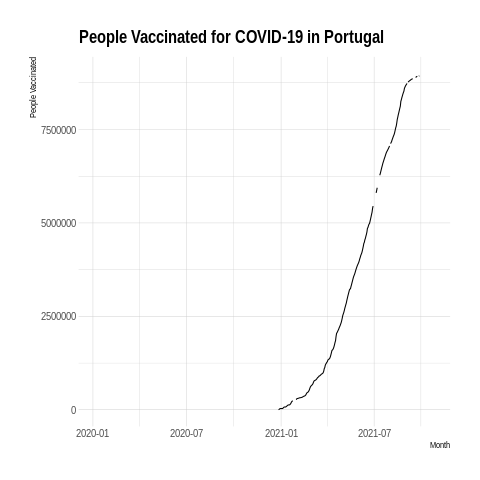 People Vaccinated for COVID-19 in Portugal
People Vaccinated
7500000
5000000
2500000
0
2020-01
2020-07
2021-01
2021-07
Month